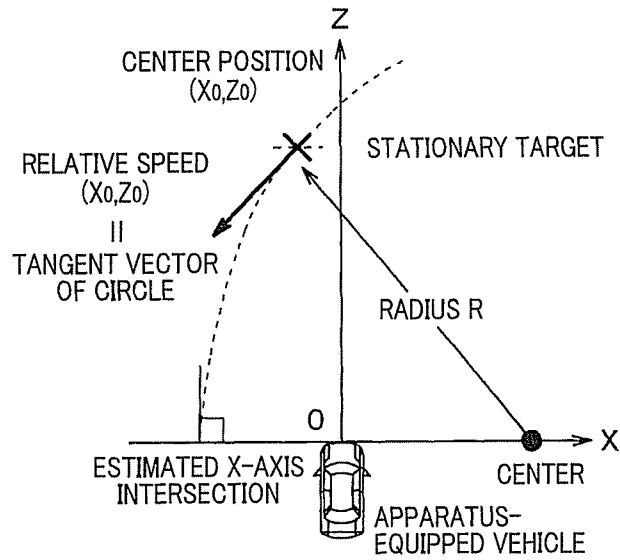 Z
CENTER POSITION
(X0,Z0)
STATIONARY TARGET
RELATIVE SPEED
(X0,Z0)
=
TANGENT VECTOR
OF CIRCLE
RADIUS R
O
X
ESTIMATED X-AXIS
INTERSECTION
CENTER
APPARATUS-
EQUIPPED VEHICLE